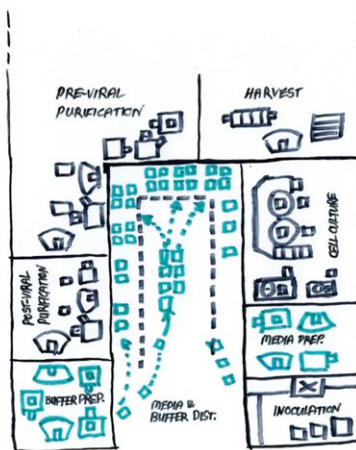 PRE-VIRAL
PURIFICATION
HARVEST
CELL CULTURE
POST-VIRAL
PURIFICATION
MEDIA PREP.
BUFFER PREP.
MEDIA &
BUFFER DIST.
INOCULATION